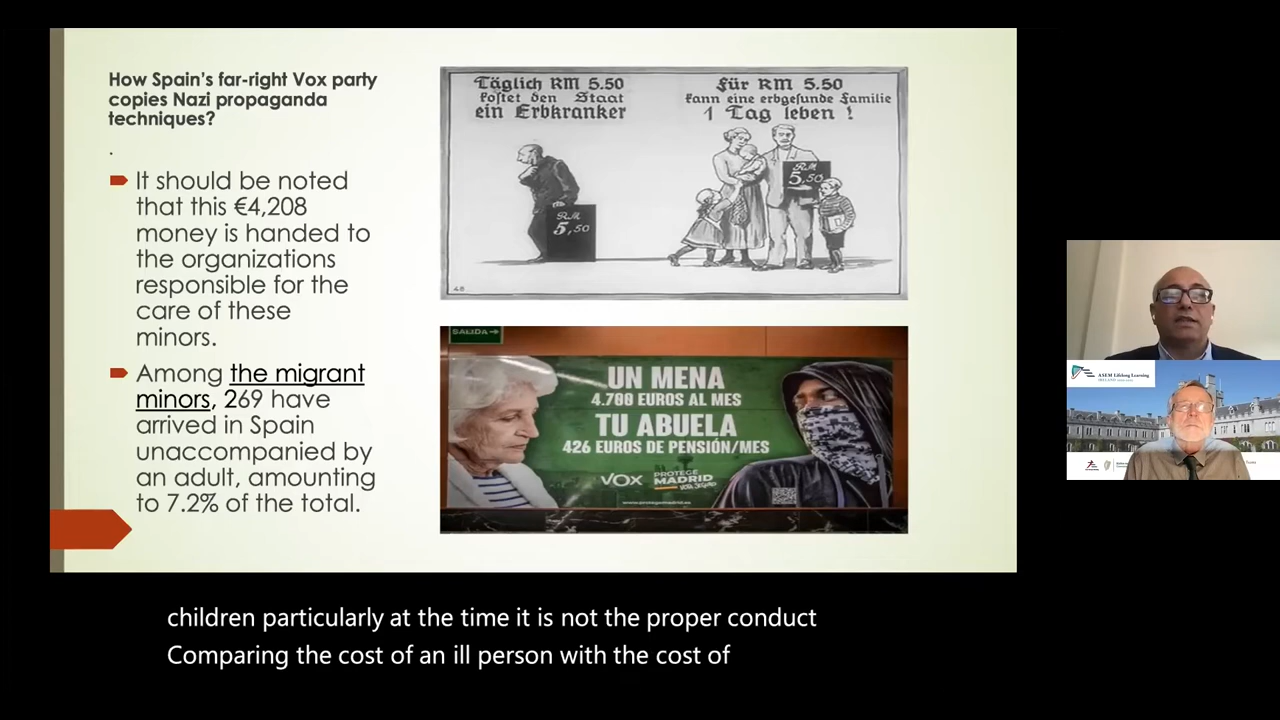 How Spain's far-right Vox party
copies Nazi propaganda
techniques?
.
It should be noted
that this €4,208
money is handed to
the organizations
responsible for the
care of these
minors.
Among the migrant
minors, 269 have
arrived in Spain
unaccompanied by
an adult, amounting
to 7.2% of the total.
Täglich RM 5.50
kostet den Staat
ein Erbkranker
RM
5,50
Für RM 5.50
kann eine erbgesunde Familie
1 Tag leben !
RM
5,50
SALIDA
UN MENA
4.700 EUROS AL MES
TU ABUELA
426 EUROS DE PENSIÓN/MES
VOX
PROTEGE
MADRID
VOTA SEGURO
ASEM Lifelong Learning
children particularly at the time it is not the proper conduct
Comparing the cost of an ill person with the cost of